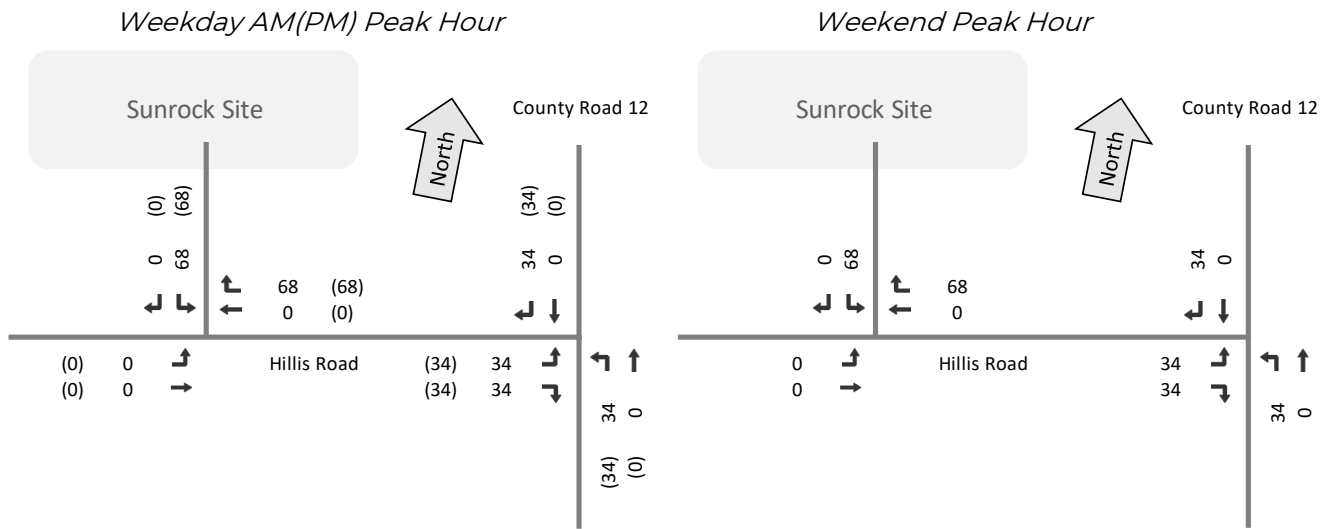 Weekday AM(PM) Peak Hour
Sunrock Site
North
County Road 12
(0) (68)
0 68
(34) (0)
34 0
68 (68)
0 (0)
(0) 0
(0) 0
Hillis Road
(34) 34
(34) 34
34 0
(34) (0)
Weekend Peak Hour
Sunrock Site
North
County Road 12
0 68
34 0
68
0
0
0
Hillis Road
34
34
34 0